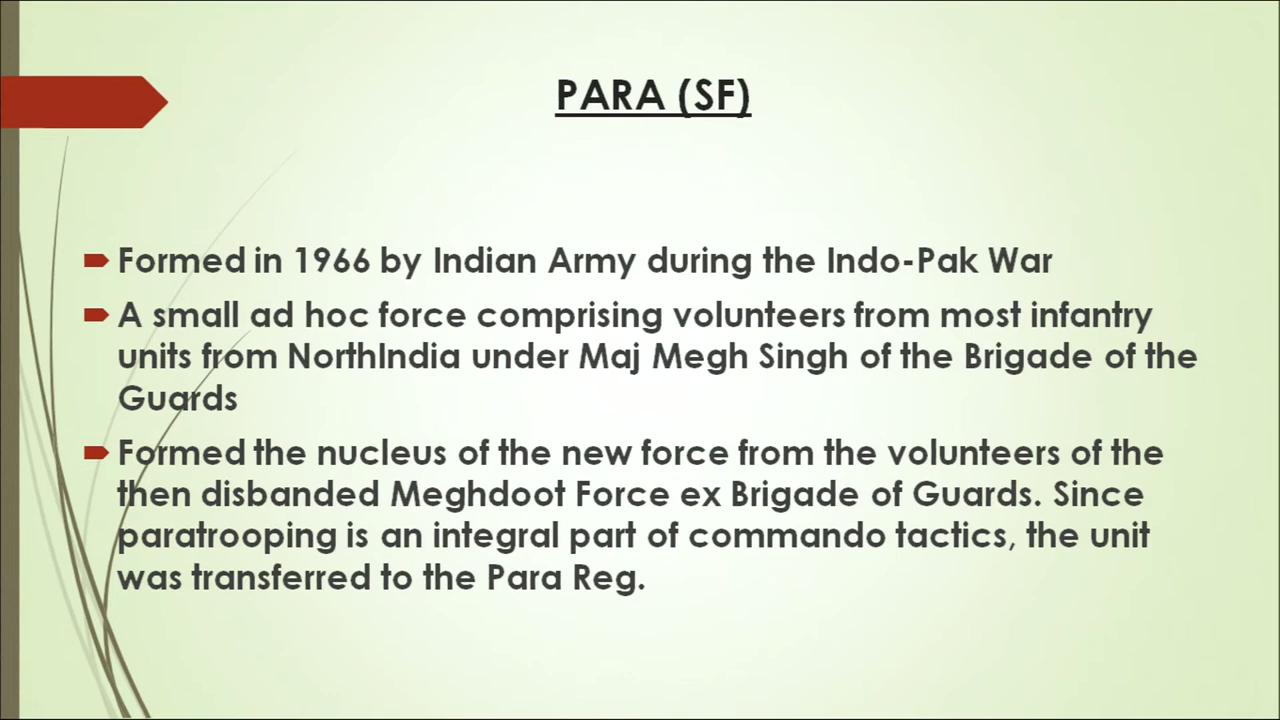 PARA (SF)
Formed in 1966 by Indian Army during the Indo-Pak War
A small ad hoc force comprising volunteers from most infantry
units from NorthIndia under Maj Megh Singh of the Brigade of the
Guards
Formed the nucleus of the new force from the volunteers of the
then disbanded Meghdoot Force ex Brigade of Guards. Since
paratrooping is an integral part of commando tactics, the unit
was transferred to the Para Reg.